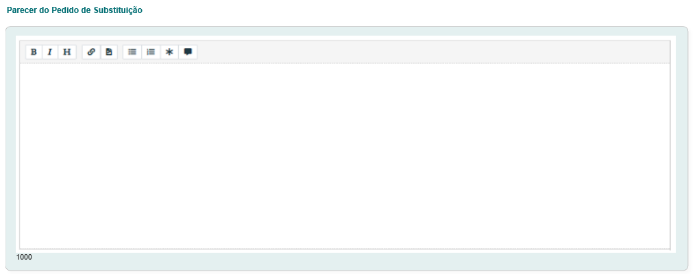 Parecer do Pedido de Substituição
B I H
1000